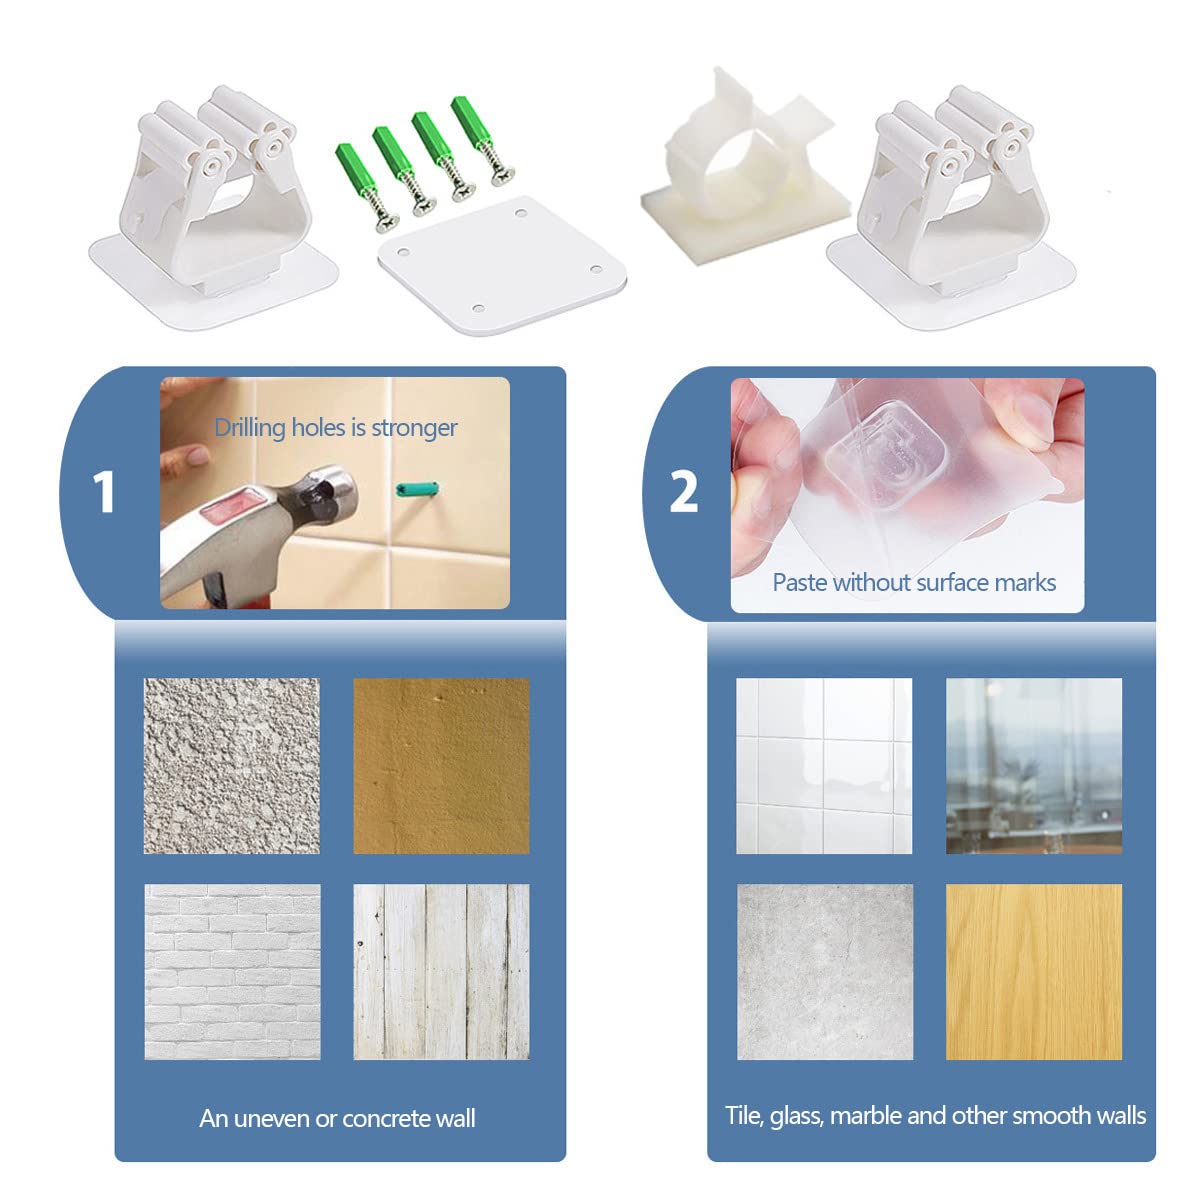 Drilling holes is stronger
1
2
Paste without surface marks
An uneven or concrete wall
Tile, glass, marble and other smooth walls